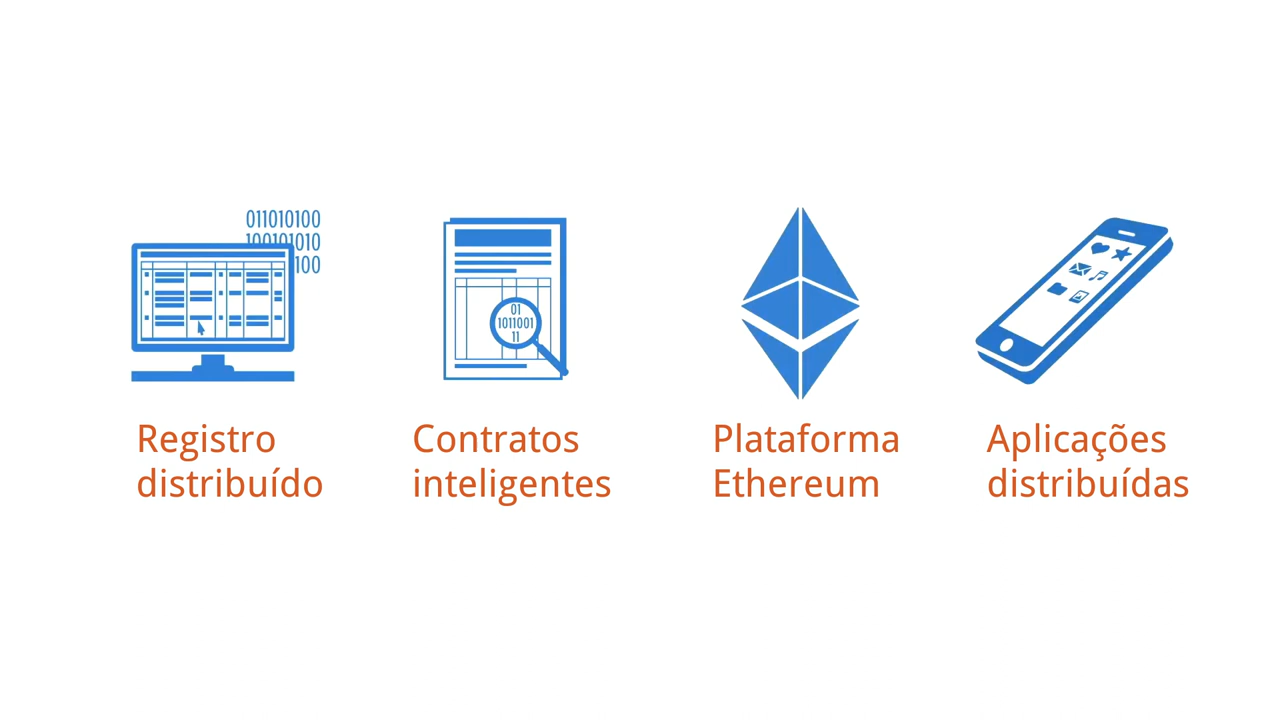 011010100
100101010
100
01
1011001
11
Registro
distribuído
Contratos
inteligentes
Plataforma
Ethereum
Aplicações
distribuídas